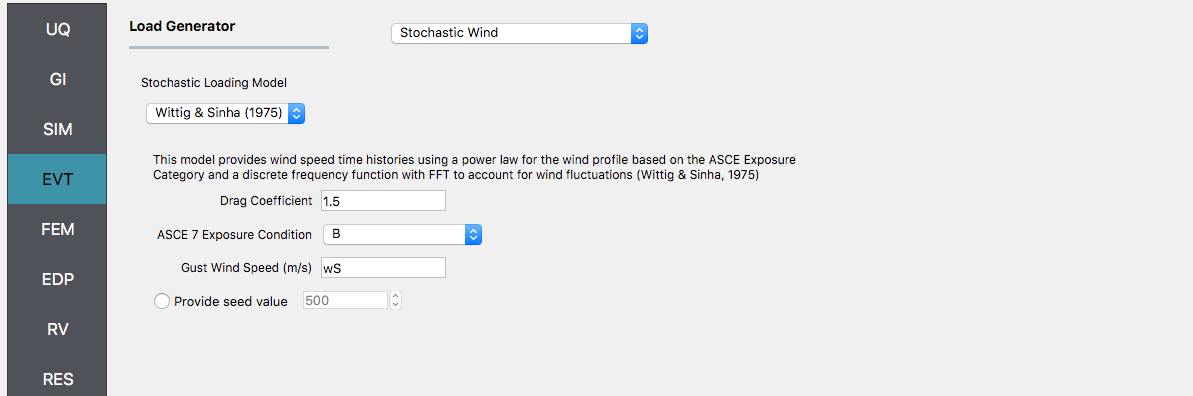 UQ
GI
SIM
EVT
FEM
EDP
RV
RES
Load Generator
Stochastic Wind
Stochastic Loading Model
Wittig & Sinha (1975)
This model provides wind speed time histories using a power law for the wind profile based on the ASCE Exposure
Category and a discrete frequency function with FFT to account for wind fluctuations (Wittig & Sinha, 1975)
Drag Coefficient 1.5
ASCE 7 Exposure Condition B
Gust Wind Speed (m/s) wS
Provide seed value 500